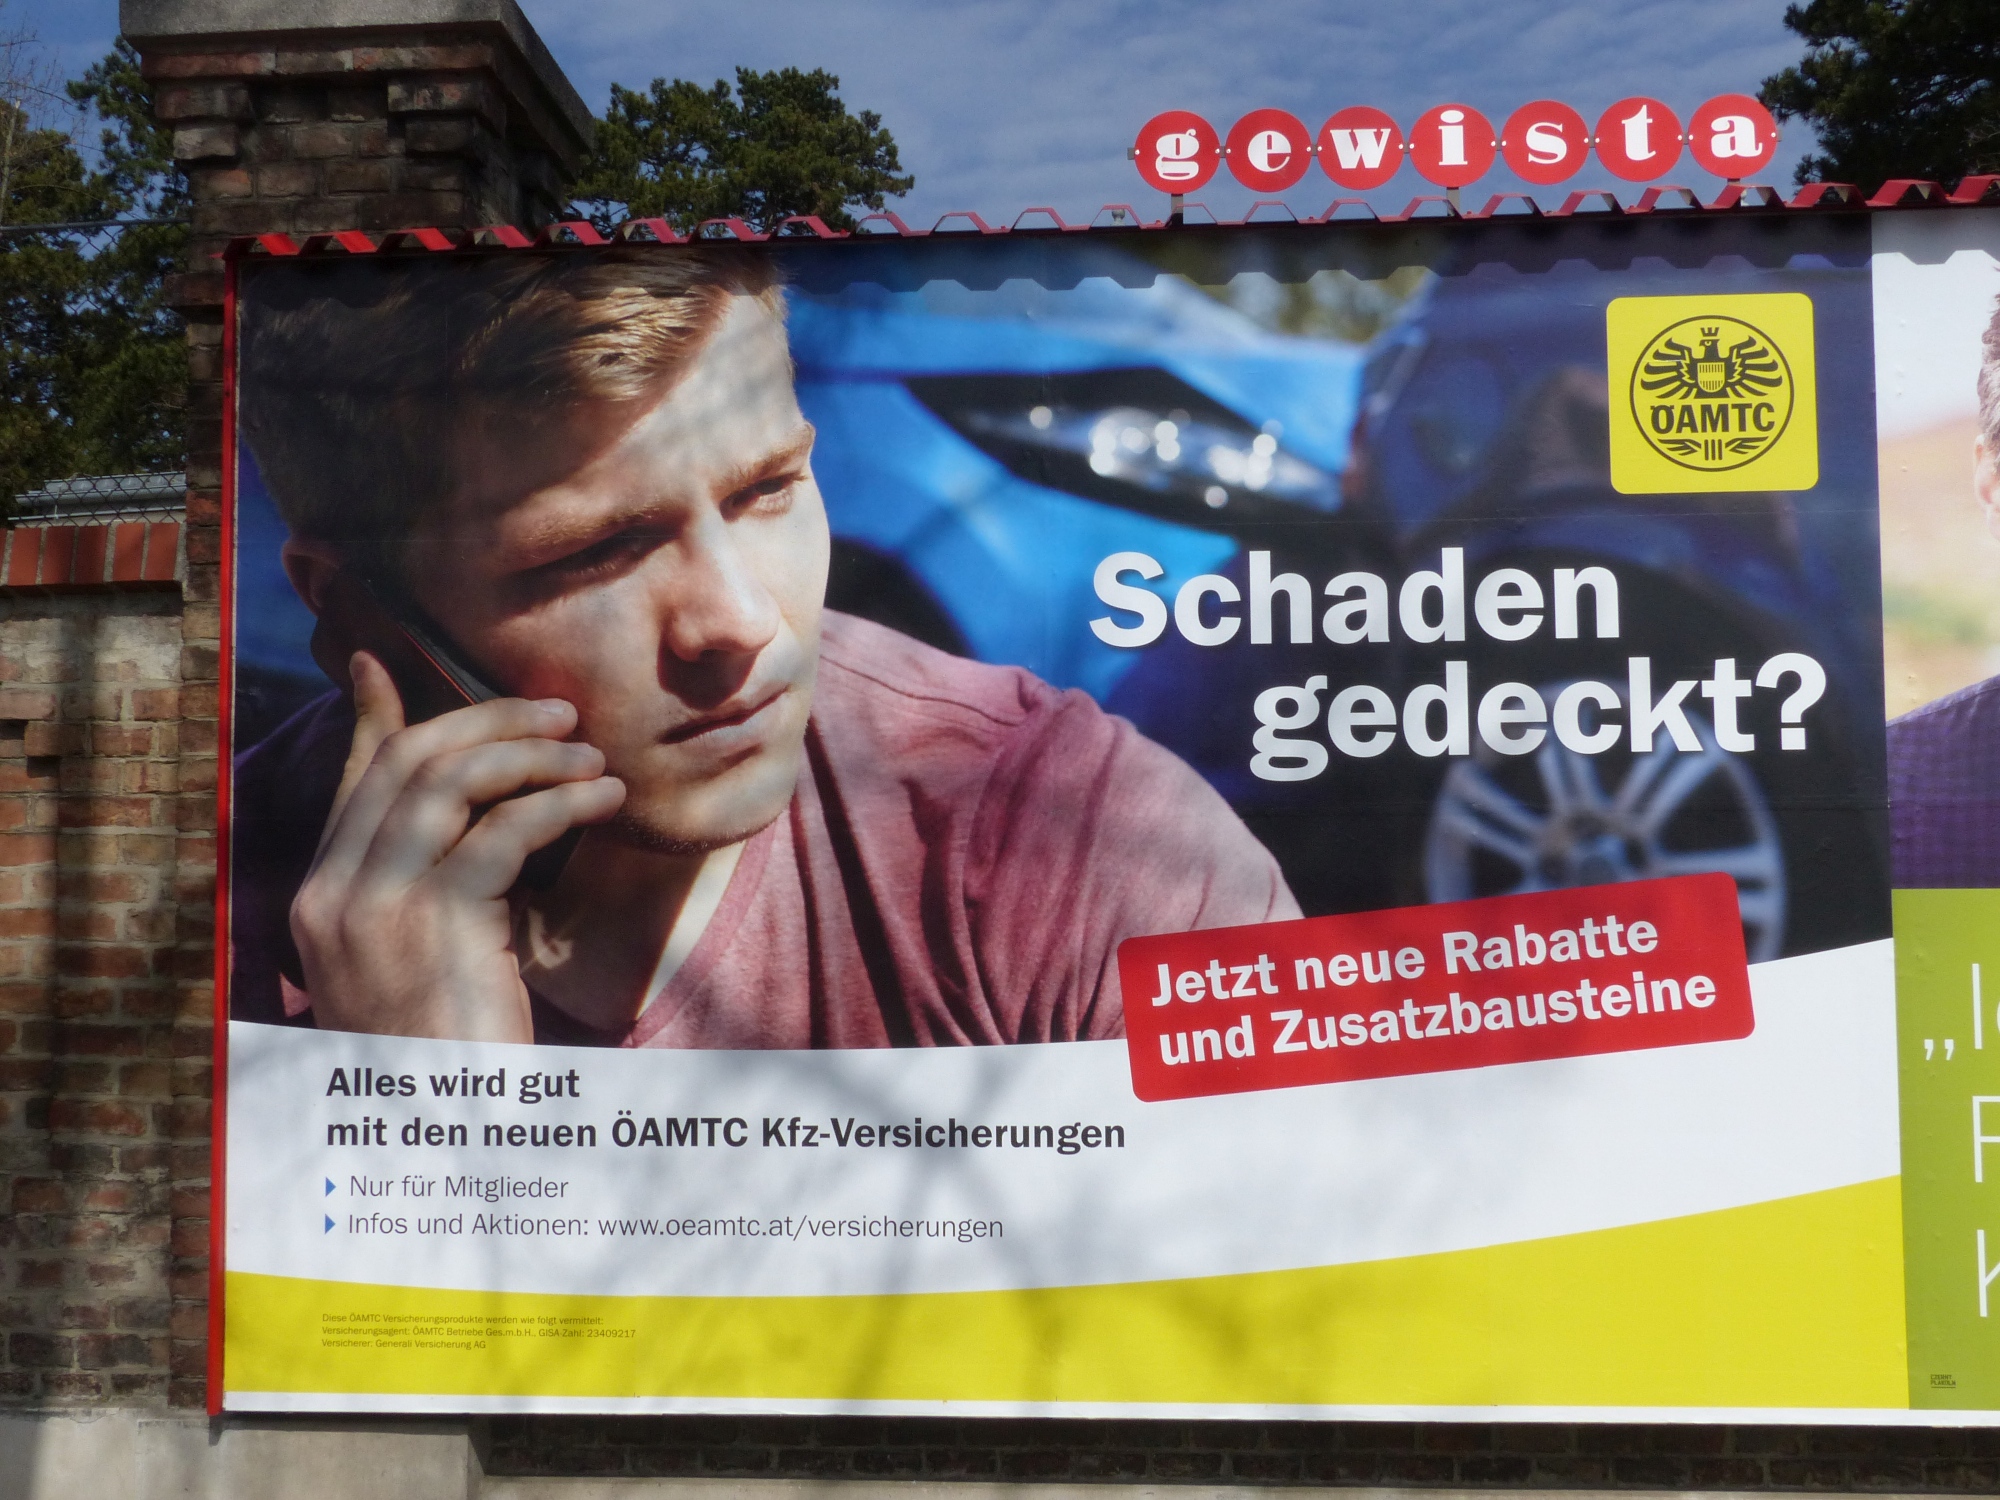 gewista
ÖAMTC
Schaden
gedeckt?
Jetzt neue Rabatte
und Zusatzbausteine
Alles wird gut
mit den neuen ÖAMTC Kfz-Versicherungen
Nur für Mitglieder
Infos und Aktionen: www.oeamtc.at/versicherungen
Diese ÖAMTC Versicherungsprodukte werden wie folgt vermittelt:
Versicherungsagent: ÖAMTC Betriebe Ges.m.b.H., GISA-Zahl: 23409217
Versicherer: Generali Versicherung AG